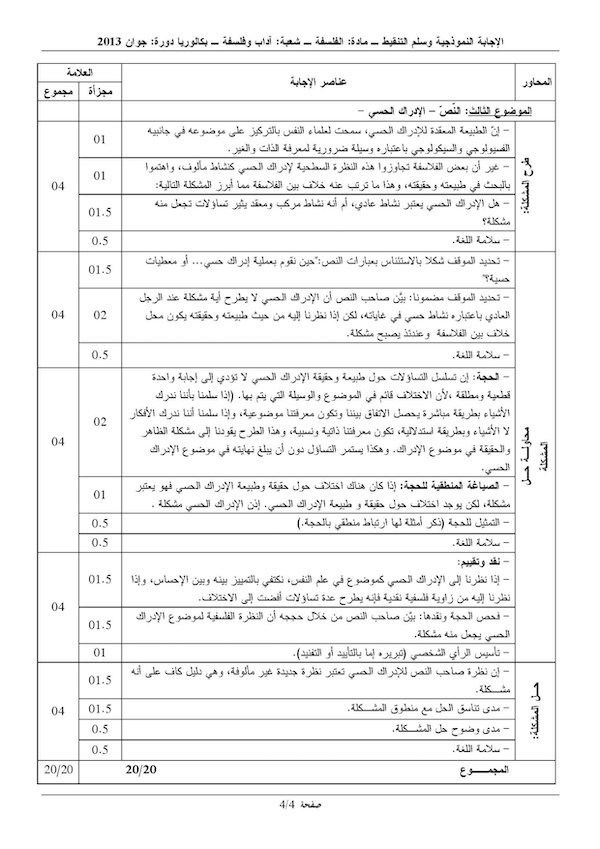 الإجابة النموذجية وسلم التنقيط ــ مادة: الفلسفة ــ شعبة: آداب وفلسفة ــ بكالوريا دورة: جوان 2013
المحاور
عناصر الإجابة
العلامة
مجزأة
مجموع
الموضوع الثالث: النّصّ – الإدراك الحسي –
طرح المشكلة:
– إنّ الطبيعة المعقدة للإدراك الحسي، سمحت لعلماء النفس بالتركيز على موضوعه في جانبيه
الفسيولوجي والسيكولوجي باعتباره وسيلة ضرورية لمعرفة الذات والغير.
01
– غير أن بعض الفلاسفة تجاوزوا هذه النظرة السطحية لإدراك الحسي كنشاط مألوف، واهتموا
بالبحث في طبيعته وحقيقته، وهذا ما ترتب عنه خلاف بين الفلاسفة مما أبرز المشكلة التالية:
01
04
– هل الإدراك الحسي يعتبر نشاط عادي، أم أنه نشاط مركب ومعقد يثير تساؤلات تجعل منه
مشكلة؟
01.5
– سلامة اللغة.
0.5
محاولـــة حــل
المشكلة
– تحديد الموقف شكلا بالاستئناس بعبارات النص:"حين نقوم بعملية إدراك حسي... أو معطيات
حسية؟"
01.5
– تحديد الموقف مضمونا: بيّن صاحب النص أن الإدراك الحسي لا يطرح أية مشكلة عند الرجل
العادي باعتباره نشاط حسي في غاياته، لكن إذا نظرنا إليه من حيث طبيعته وحقيقته يكون محل
خلاف بين الفلاسفة وعندئذ يصبح مشكلة.
02
04
– سلامة اللغة.
0.5
– الحجة: إن تسلسل التساؤلات حول طبيعة وحقيقة الإدراك الحسي لا تؤدي إلى إجابة واحدة
قطعية ومطلقة ،لأن الاختلاف قائم في الموضوع والوسيلة التي يتم بها. (إذا سلمنا بأننا ندرك
الأشياء بطريقة مباشرة يحصل الاتفاق بيننا وتكون معرفتنا موضوعية، وإذا سلمنا أننا ندرك الأفكار
لا الأشياء وبطريقة استدلالية، تكون معرفتنا ذاتية ونسبية، وهذا الطرح يقودنا إلى مشكلة الظاهر
والحقيقة في موضوع الإدراك. وهكذا يستمر التساؤل دون أن يبلغ نهايته في موضوع الإدراك
الحسي.
02
04
– الصياغة المنطقية للحجة: إذا كان هناك اختلاف حول حقيقة وطبيعة الإدراك الحسي فهو يعتبر
مشكلة، لكن يوجد اختلاف حول حقيقة و طبيعة الإدراك الحسي. إذن الإدراك الحسي مشكلة .
01
– التمثيل للحجة (ذكر أمثلة لها ارتباط منطقي بالحجة.)
0.5
– سلامة اللغة.
0.5
– نقد وتقييم:
– إذا نظرنا إلى الإدراك الحسي كموضوع في علم النفس، نكتفي بالتمييز بينه وبين الإحساس، وإذا
نظرنا إليه من زاوية فلسفية نقدية فإنه يطرح عدة تساؤلات أفضت إلى الاختلاف.
01.5
04
– فحص الحجة ونقدها: بيّن صاحب النص من خلال حججه أن النظرة الفلسفية لموضوع الإدراك
الحسي يجعل منه مشكلة.
01.5
– تأسيس الرأي الشخصي (تبريره إما بالتأييد أو التفنيد).
01
حــل المشكلة:
– إن نظرة صاحب النص للإدراك الحسي تعتبر نظرة جديدة غير مألوفة، وهي دليل كاف على أنه
مشــكلة.
01.5
– مدى تناسق الحل مع منطوق المشــكلة.
01.5
04
– مدى وضوح حل المشــكلة.
0.5
– سلامة اللغة.
0.5
المجمـــــوع
20/20
20/20
صفحة 4/4